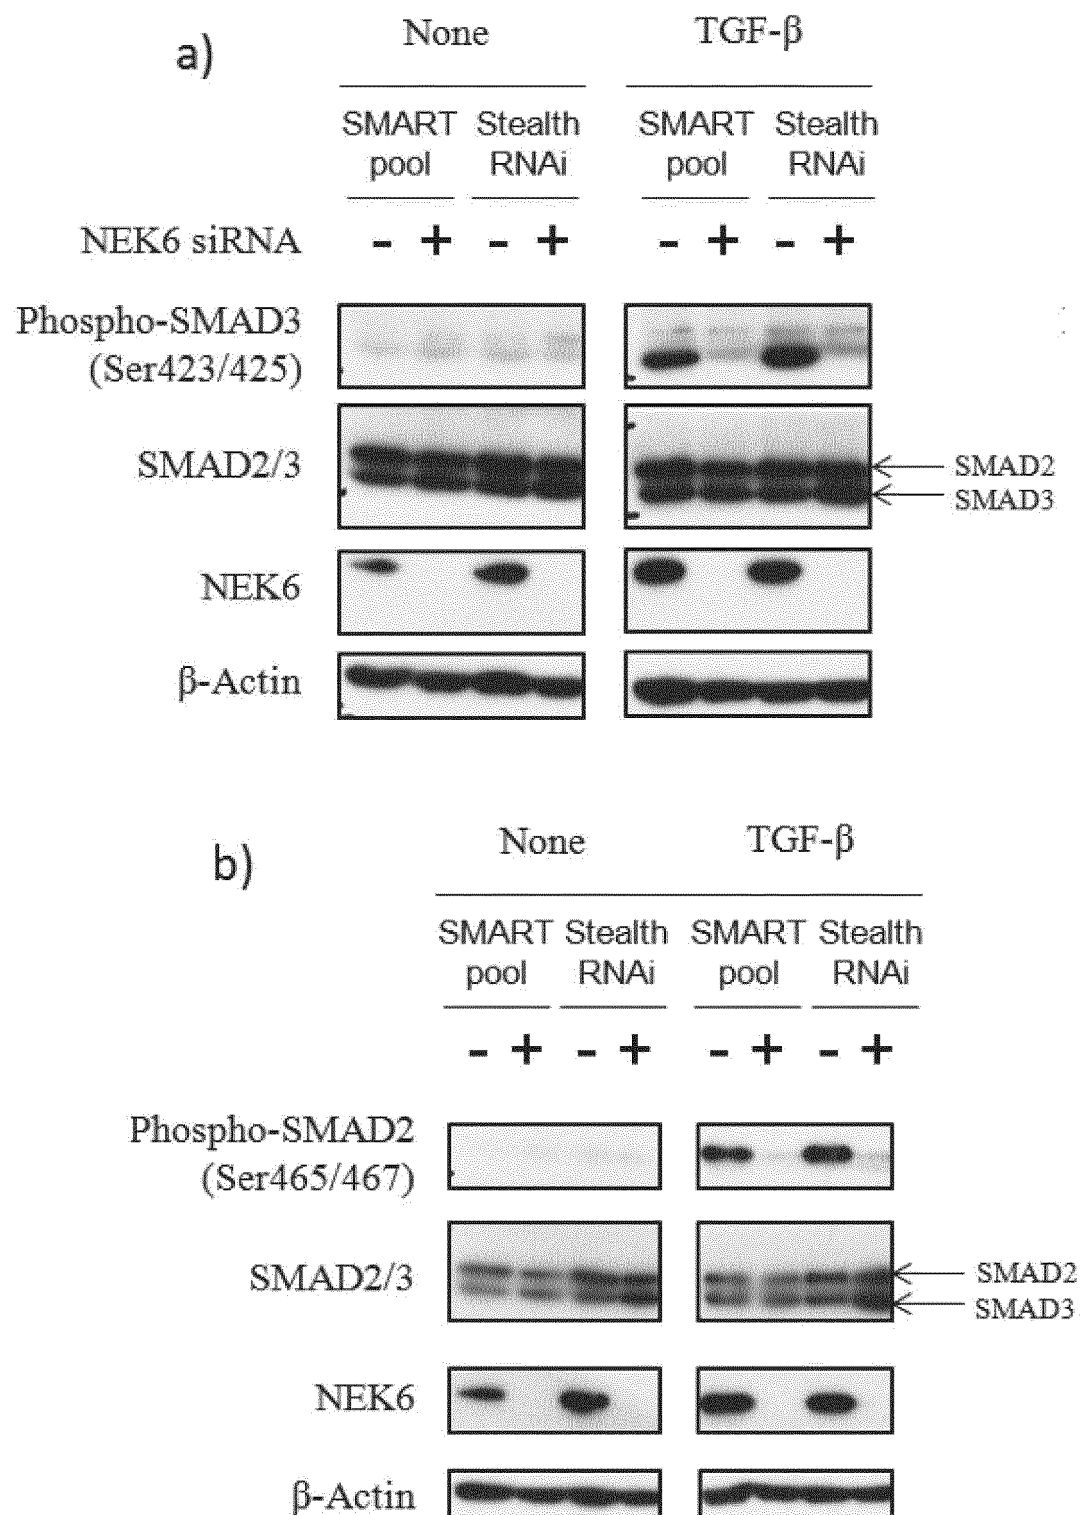 a)
None
TGF-β
SMART pool
Stealth RNAi
SMART pool
Stealth RNAi
NEK6 siRNA
- + - +
- + - +
Phospho-SMAD3
(Ser423/425)
SMAD2/3
SMAD2
SMAD3
NEK6
β-Actin
b)
None
TGF-β
SMART pool
Stealth RNAi
SMART pool
Stealth RNAi
- + - +
- + - +
Phospho-SMAD2
(Ser465/467)
SMAD2/3
SMAD2
SMAD3
NEK6
β-Actin